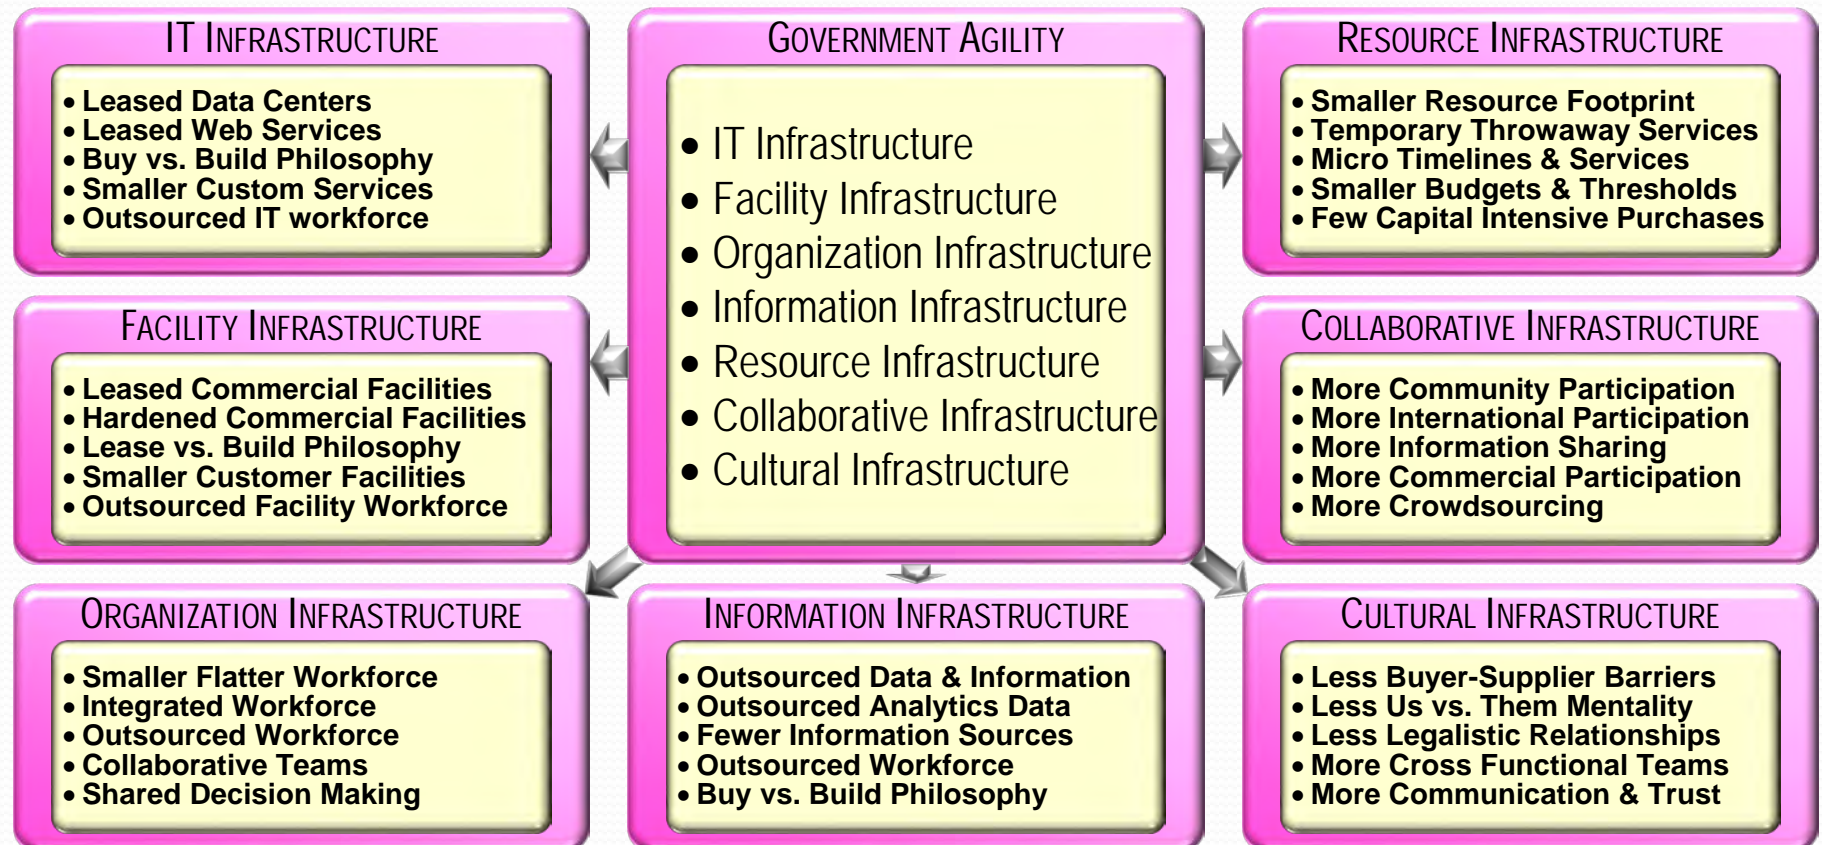 IT INFRASTRUCTURE
• Leased Data Centers
• Leased Web Services
• Buy vs. Build Philosophy
• Smaller Custom Services
• Outsourced IT workforce
FACILITY INFRASTRUCTURE
• Leased Commercial Facilities
• Hardened Commercial Facilities
• Lease vs. Build Philosophy
• Smaller Customer Facilities
• Outsourced Facility Workforce
ORGANIZATION INFRASTRUCTURE
• Smaller Flatter Workforce
• Integrated Workforce
• Outsourced Workforce
• Collaborative Teams
• Shared Decision Making
GOVERNMENT AGILITY
• IT Infrastructure
• Facility Infrastructure
• Organization Infrastructure
• Information Infrastructure
• Resource Infrastructure
• Collaborative Infrastructure
• Cultural Infrastructure
INFORMATION INFRASTRUCTURE
• Outsourced Data & Information
• Outsourced Analytics Data
• Fewer Information Sources
• Outsourced Workforce
• Buy vs. Build Philosophy
RESOURCE INFRASTRUCTURE
• Smaller Resource Footprint
• Temporary Throwaway Services
• Micro Timelines & Services
• Smaller Budgets & Thresholds
• Few Capital Intensive Purchases
COLLABORATIVE INFRASTRUCTURE
• More Community Participation
• More International Participation
• More Information Sharing
• More Commercial Participation
• More Crowdsourcing
CULTURAL INFRASTRUCTURE
• Less Buyer-Supplier Barriers
• Less Us vs. Them Mentality
• Less Legalistic Relationships
• More Cross Functional Teams
• More Communication & Trust